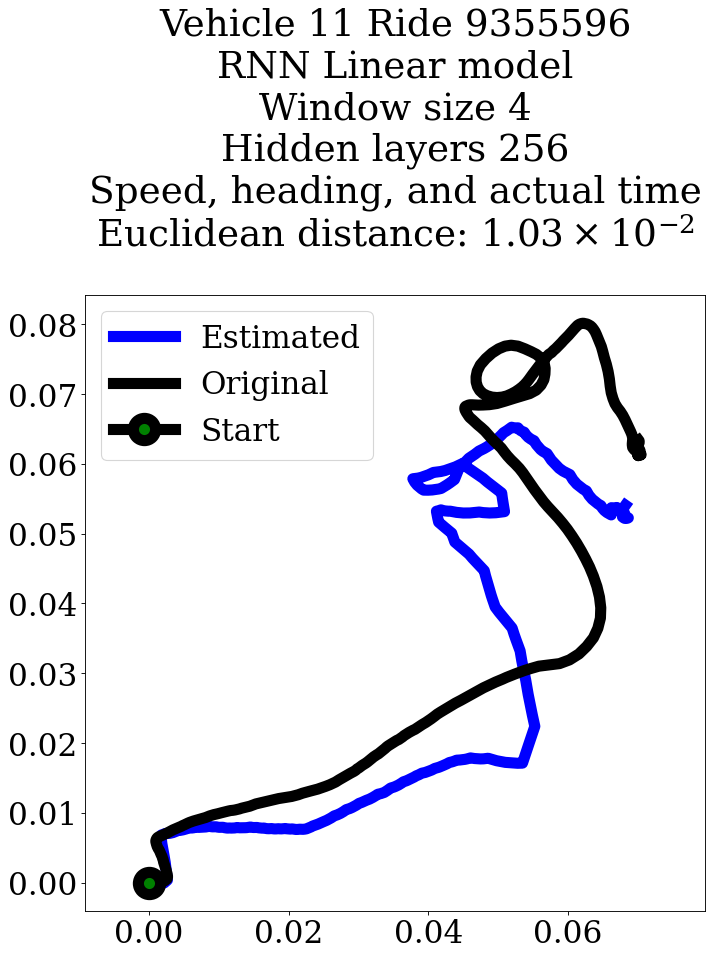 Vehicle 11 Ride 9355596
RNN Linear model
Window size 4
Hidden layers 256
Speed, heading, and actual time
Euclidean distance: 1.03 × 10⁻²
Estimated
Original
Start
0.08
0.07
0.06
0.05
0.04
0.03
0.02
0.01
0.00
0.00 0.02 0.04 0.06